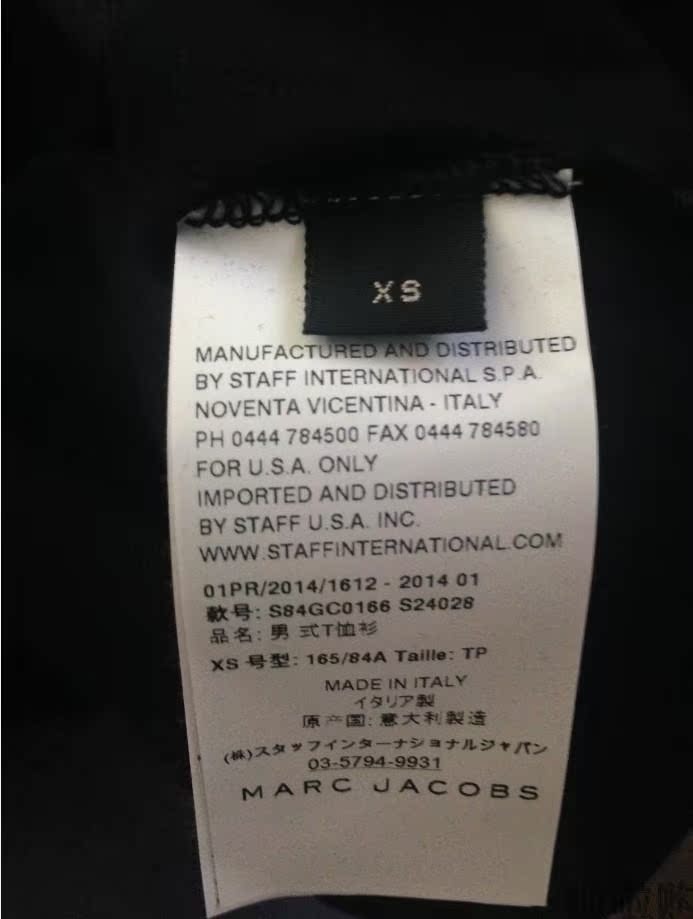 XS
MANUFACTURED AND DISTRIBUTED
BY STAFF INTERNATIONAL S.P.A.
NOVENTA VICENTINA - ITALY
PH 0444 784500 FAX 0444 784580
FOR U.S.A. ONLY
IMPORTED AND DISTRIBUTED
BY STAFF U.S.A. INC.
WWW.STAFFINTERNATIONAL.COM
01PR/2014/1612 - 2014 01
款号: S84GC0166 S24028
品名: 男 式T恤衫
XS 号型: 165/84A Taille: TP
MADE IN ITALY
イタリア製
原产国: 意大利製造
(株)スタッフインターナショナルジャパン
03-5794-9931
MARC JACOBS